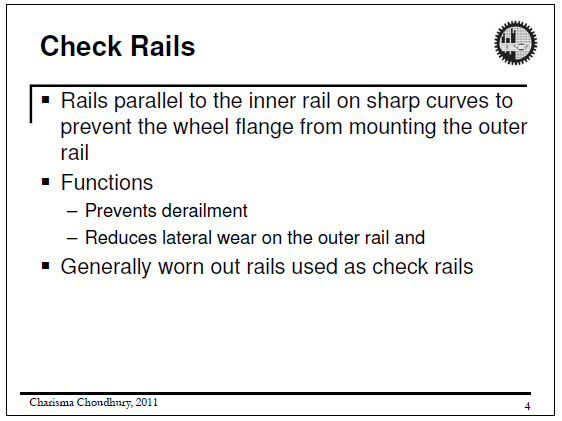 Check Rails
▪ Rails parallel to the inner rail on sharp curves to
prevent the wheel flange from mounting the outer
rail
▪ Functions
– Prevents derailment
– Reduces lateral wear on the outer rail and
▪ Generally worn out rails used as check rails
Charisma Choudhury, 2011
4